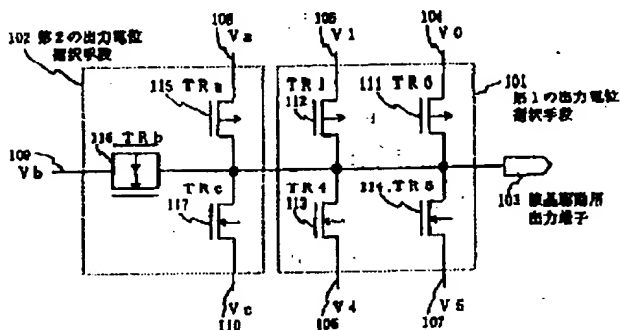 102 第2の出力電位
選択手段
108
Va
105
V1
104
V0
101
第1の出力電位
選択手段
115 TRa
TR1
112
111 TR0
116 TRb
109
Vb
TRc
117
TR4
113
114 TR5
103 液晶駆動用
出力端子
Vc
110
V4
106
V5
107